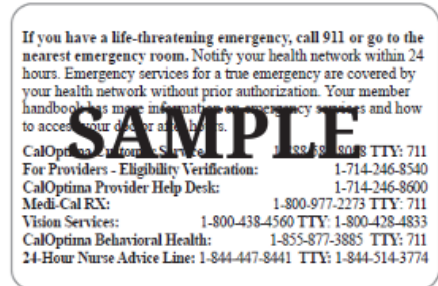 If you have a life-threatening emergency, call 911 or go to the
nearest emergency room. Notify your health network within 24
hours. Emergency services for a true emergency are covered by
your health network without prior authorization. Your member
handbook has more information on emergency services and how
to access your doctor after hours.
SAMPLE
CalOptima Customer Service: TTY: 711
For Providers - Eligibility Verification: 1-714-246-8540
CalOptima Provider Help Desk: 1-714-246-8600
Medi-Cal RX: 1-800-977-2273 TTY: 711
Vision Services: 1-800-438-4560 TTY: 1-800-428-4833
CalOptima Behavioral Health: 1-855-877-3885 TTY: 711
24-Hour Nurse Advice Line: 1-844-447-8441 TTY: 1-844-514-3774